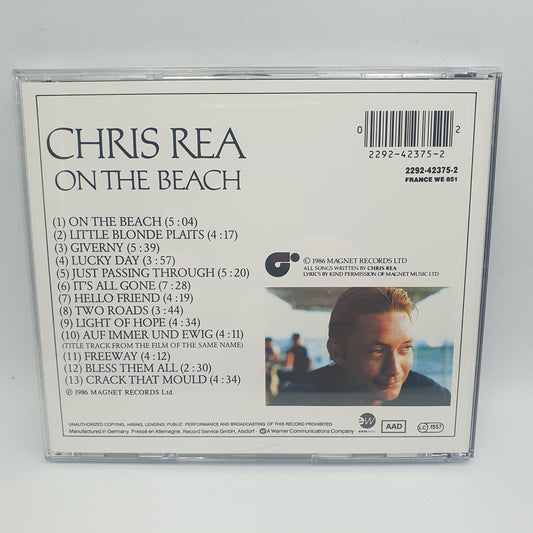 CHRIS REA
ON THE BEACH
(1) ON THE BEACH (5 : 04)
(2) LITTLE BLONDE PLAITS (4 : 17)
(3) GIVERNY (5 : 39)
(4) LUCKY DAY (3 : 57)
(5) JUST PASSING THROUGH (5 : 20)
(6) IT'S ALL GONE (7 : 28)
(7) HELLO FRIEND (4 : 19)
(8) TWO ROADS (3 : 44)
(9) LIGHT OF HOPE (4 : 34)
(10) AUF IMMER UND EWIG (4 : 11)
(TITLE TRACK FROM THE FILM OF THE SAME NAME)
(11) FREEWAY (4 : 12)
(12) BLESS THEM ALL (2 : 30)
(13) CRACK THAT MOULD (4 : 34)
℗ 1986 MAGNET RECORDS Ltd.
0 2
2292-42375-2
2292-42375-2
FRANCE WE 851
© 1986 MAGNET RECORDS LTD
ALL SONGS WRITTEN BY CHRIS REA
LYRICS BY KIND PERMISSION OF MAGNET MUSIC LTD
UNAUTHORIZED COPYING, HIRING, LENDING, PUBLIC PERFORMANCE AND BROADCASTING OF THIS RECORD PROHIBITED
Manufactured in Germany. Pressé en Allemagne. Record Service GmbH, Alsdorf · A Warner Communications Company
ew
AAD
LC 1557